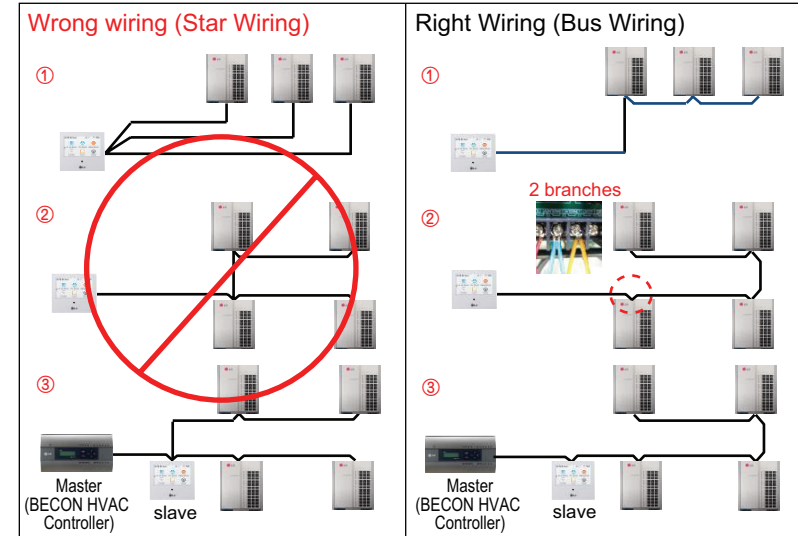 Wrong wiring (Star Wiring)
①
②
③
Master
(BECON HVAC
Controller)
slave
Right Wiring (Bus Wiring)
①
2 branches
②
③
Master
(BECON HVAC
Controller)
slave